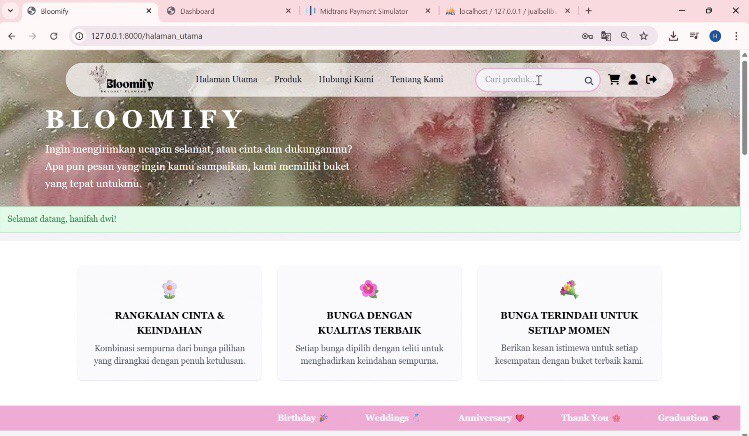 Bloomify
Dashboard
Midtrans Payment Simulator
localhost / 127.0.0.1 / jualbelib
127.0.0.1:8000/halaman_utama
H
Bloomify
Halaman Utama
Produk
Hubungi Kami
Tentang Kami
Cari produk...
BLOOMIFY
Ingin mengirimkan ucapan selamat, atau cinta dan dukunganmu?
Apa pun pesan yang ingin kamu sampaikan, kami memiliki buket
yang tepat untukmu.
Selamat datang, hanifah dwi!
RANGKAIAN CINTA &
KEINDAHAN
Kombinasi sempurna dari bunga pilihan
yang dirangkai dengan penuh ketulusan.
BUNGA DENGAN
KUALITAS TERBAIK
Setiap bunga dipilih dengan teliti untuk
menghadirkan keindahan sempurna.
BUNGA TERINDAH UNTUK
SETIAP MOMEN
Berikan kesan istimewa untuk setiap
kesempatan dengan buket terbaik kami.
Birthday
Weddings
Anniversary
Thank You
Graduation